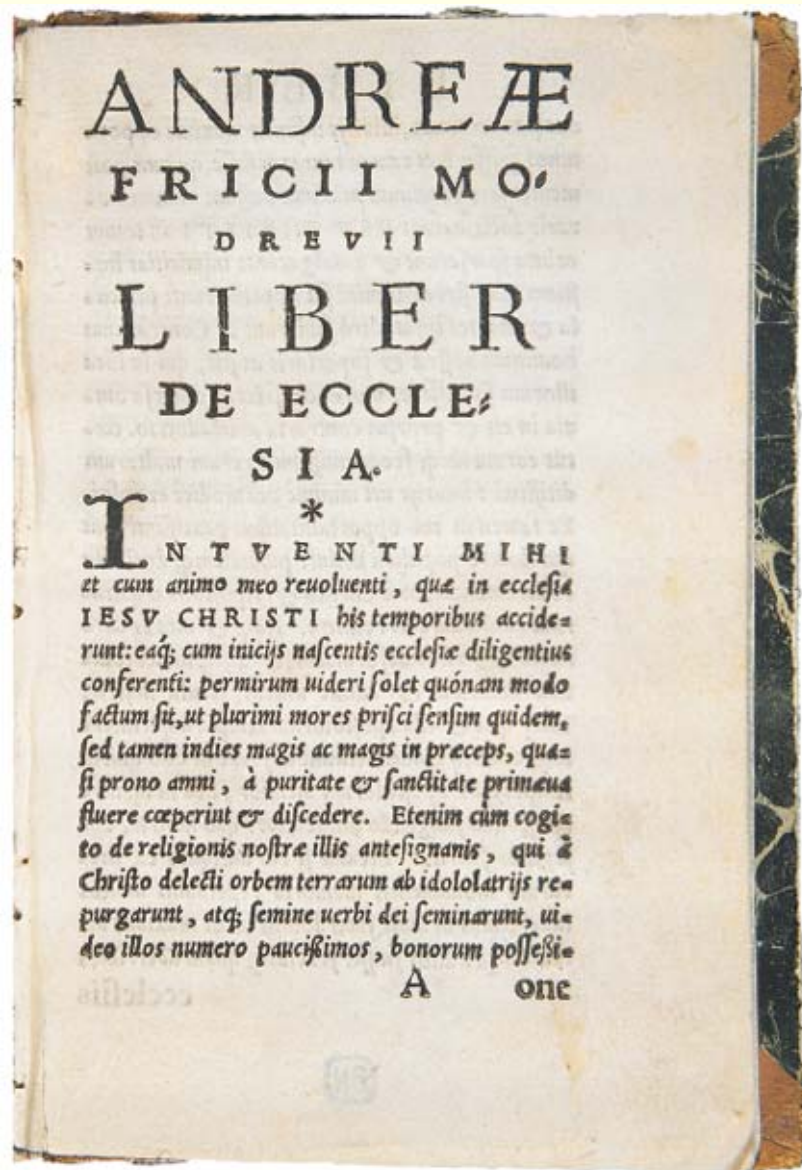 ANDREÆ
FRICII MO-
DREVII
LIBER
DE ECCLE-
SIA.
*
INTVENTI MIHI
et cum animo meo reuoluenti, quæ in ecclesia
IESV CHRISTI his temporibus accide-
runt: eaq́; cum inicijs nascentis ecclesiæ diligentius
conferenti: permirum uideri solet quónam modo
factum sit, ut plurimi mores prisci sensim quidem,
sed tamen indies magis ac magis in præceps, qua-
si prono amni, à puritate & sanctitate primæua
fluere cœperint & discedere. Etenim cùm cogi-
to de religionis nostræ illis antesignanis, qui à
Christo delecti orbem terrarum ab idololatrijs re-
purgarunt, atq; semine uerbi dei seminarunt, ui-
deo illos numero paucißimos, bonorum possessi-
A one